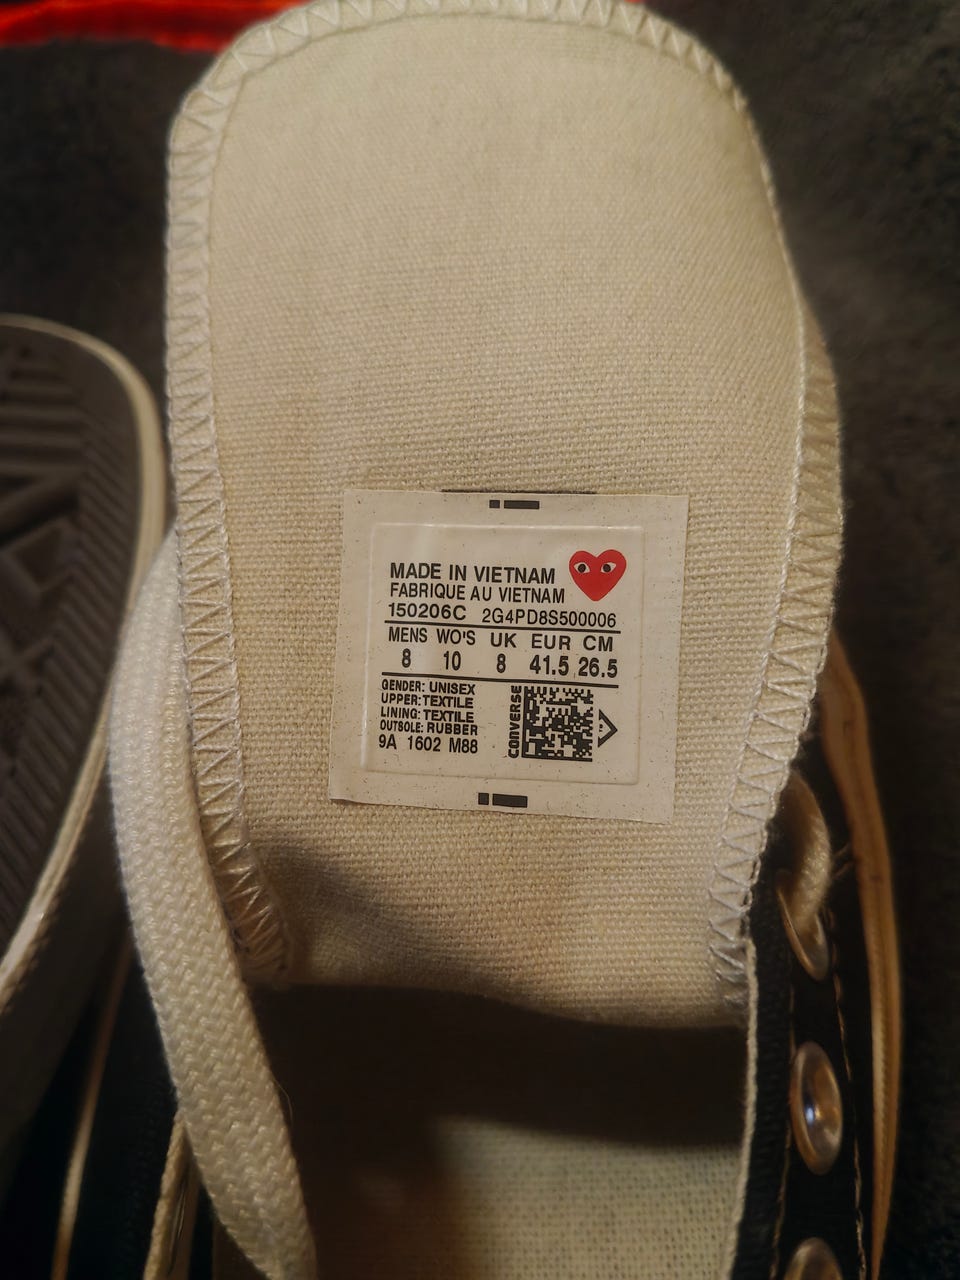 MADE IN VIETNAM
FABRIQUE AU VIETNAM
150206C 2G4PD8S500006
MENS WO'S UK EUR CM
8 10 8 41.5 26.5
GENDER: UNISEX
UPPER: TEXTILE
LINING: TEXTILE
OUTSOLE: RUBBER
9A 1602 M88
CONVERSE